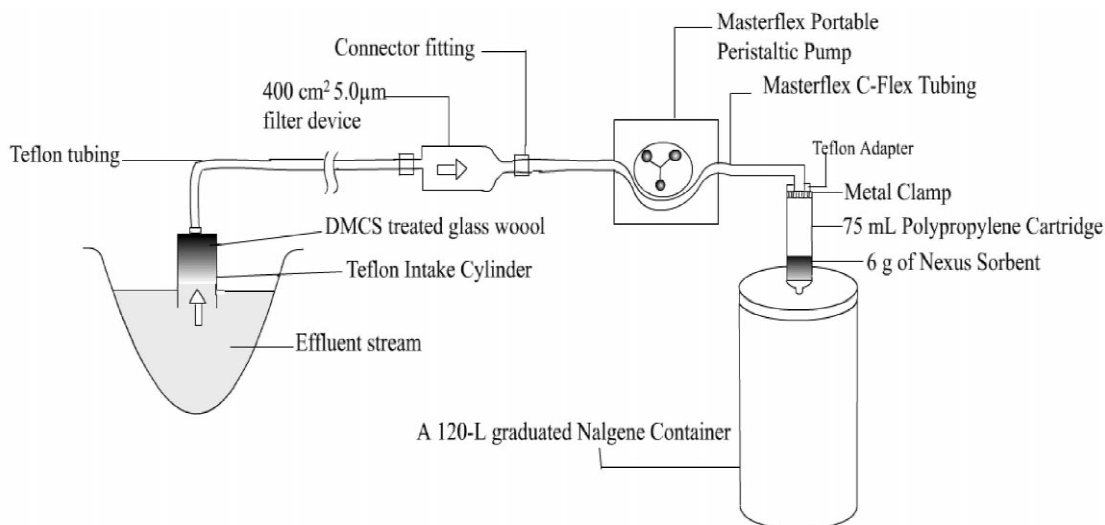 Masterflex Portable
Peristaltic Pump
Connector fitting
Masterflex C-Flex Tubing
400 cm² 5.0µm
filter device
Teflon tubing
Teflon Adapter
Metal Clamp
DMCS treated glass woool
75 mL Polypropylene Cartridge
Teflon Intake Cylinder
6 g of Nexus Sorbent
Effluent stream
A 120-L graduated Nalgene Container